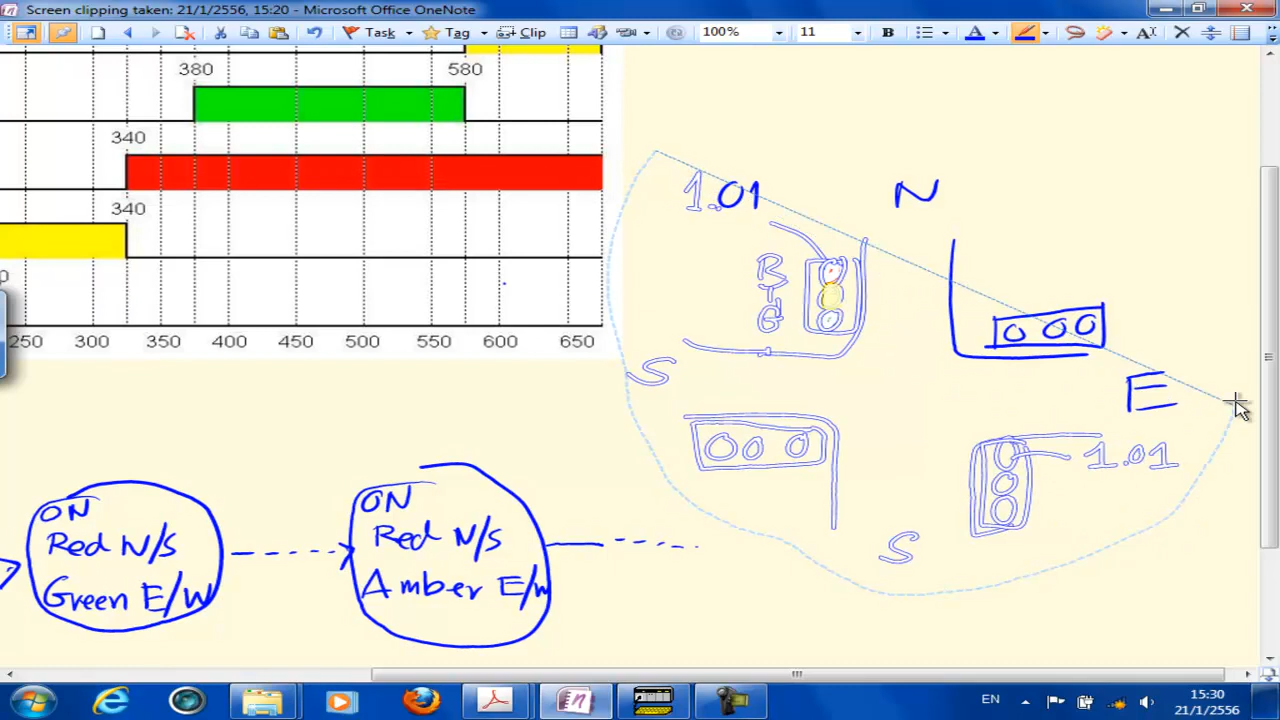 Screen clipping taken: 21/1/2556, 15:20 - Microsoft Office OneNote
Task Tag Clip 100% 11 B A
380 580
340
340
250 300 350 400 450 500 550 600 650
1.01 N
R
Y
G
S
E
1.01
S
ON
Red N/S
Green E/W
ON
Red N/S
Amber E/W
EN 15:30
21/1/2556